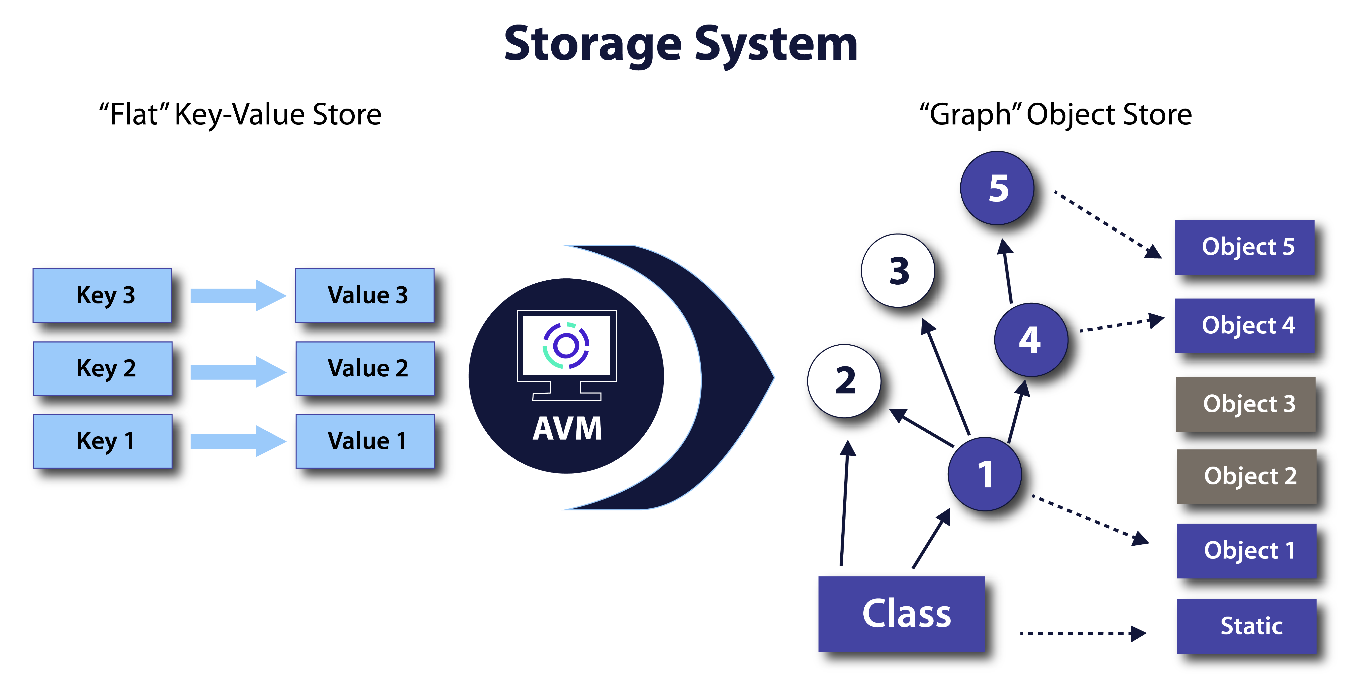 Storage System
“Flat” Key-Value Store
Key 3
Value 3
Key 2
Value 2
Key 1
Value 1
AVM
“Graph” Object Store
5
3
4
2
1
Class
Object 5
Object 4
Object 3
Object 2
Object 1
Static